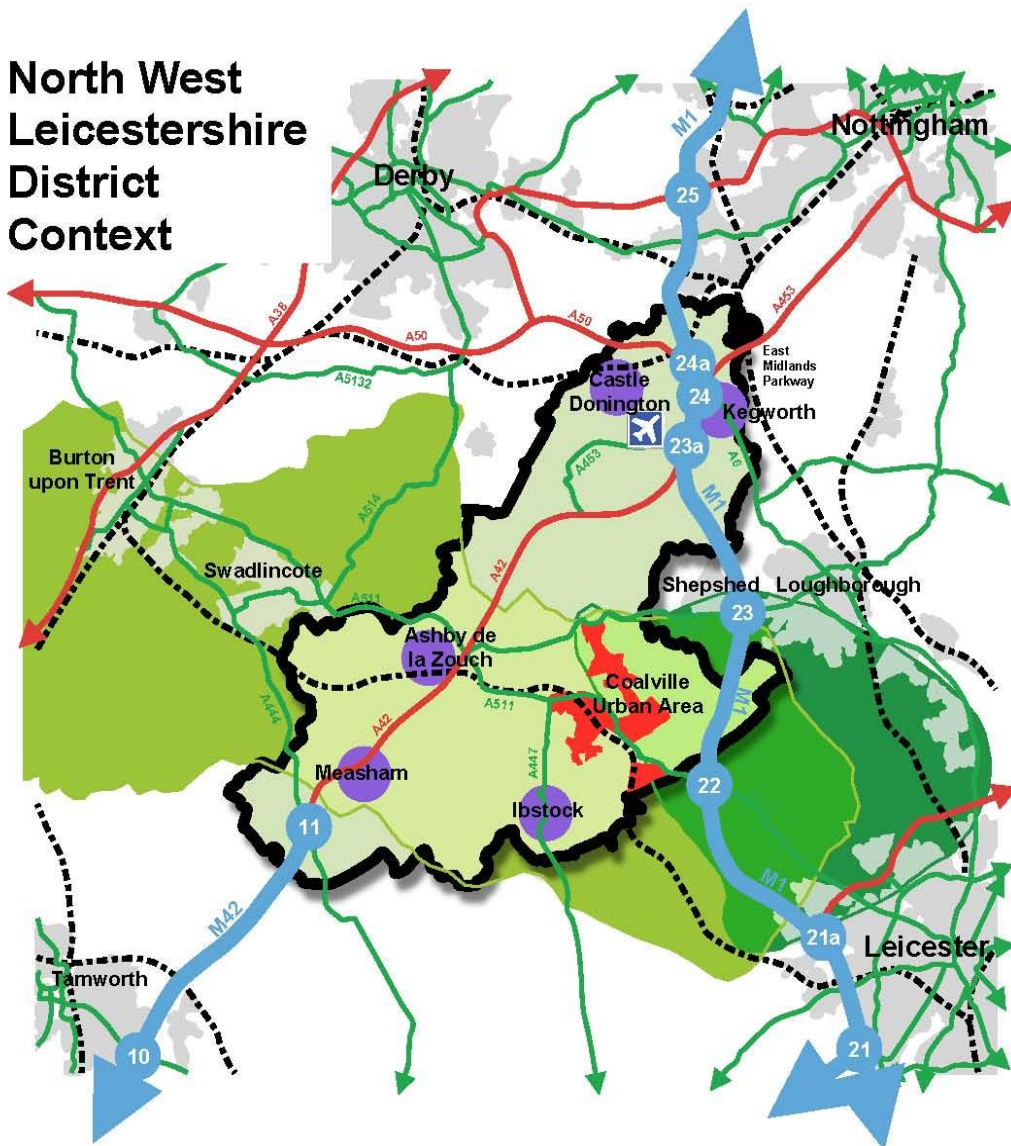 North West
Leicestershire
District
Context
M1
Nottingham
Derby
25
A453
A38
A50
A50
24a
East
Midlands
Parkway
A5132
Castle
Donington
24
Kegworth
23a
A453
A6
Burton
upon Trent
A514
M1
A42
Swadlincote
Shepshed
Loughborough
A511
23
Ashby de
la Zouch
Coalville
Urban Area
A444
A511
M1
A42
A447
Measham
22
Ibstock
11
M1
M42
21a
Leicester
Tamworth
10
21